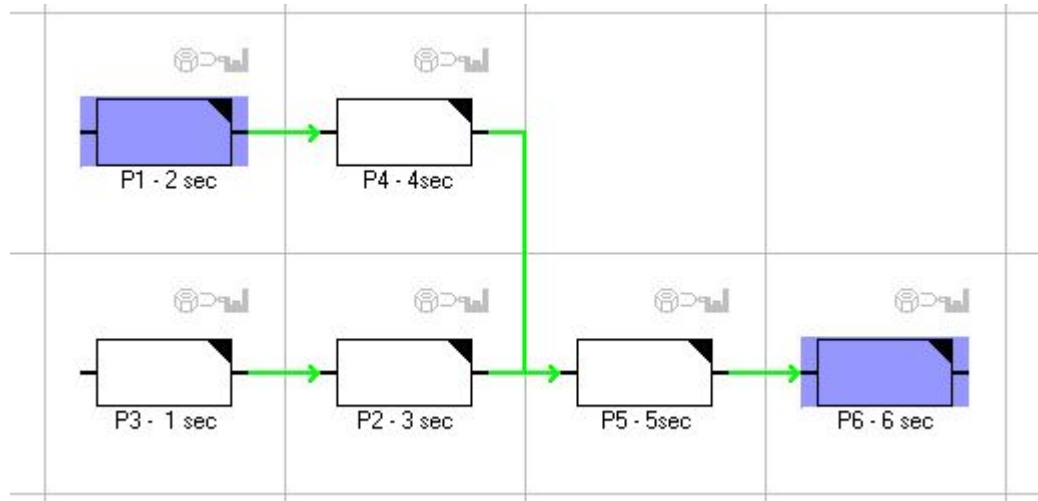 P1 - 2 sec
P4 - 4sec
P3 - 1 sec
P2 - 3 sec
P5 - 5sec
P6 - 6 sec